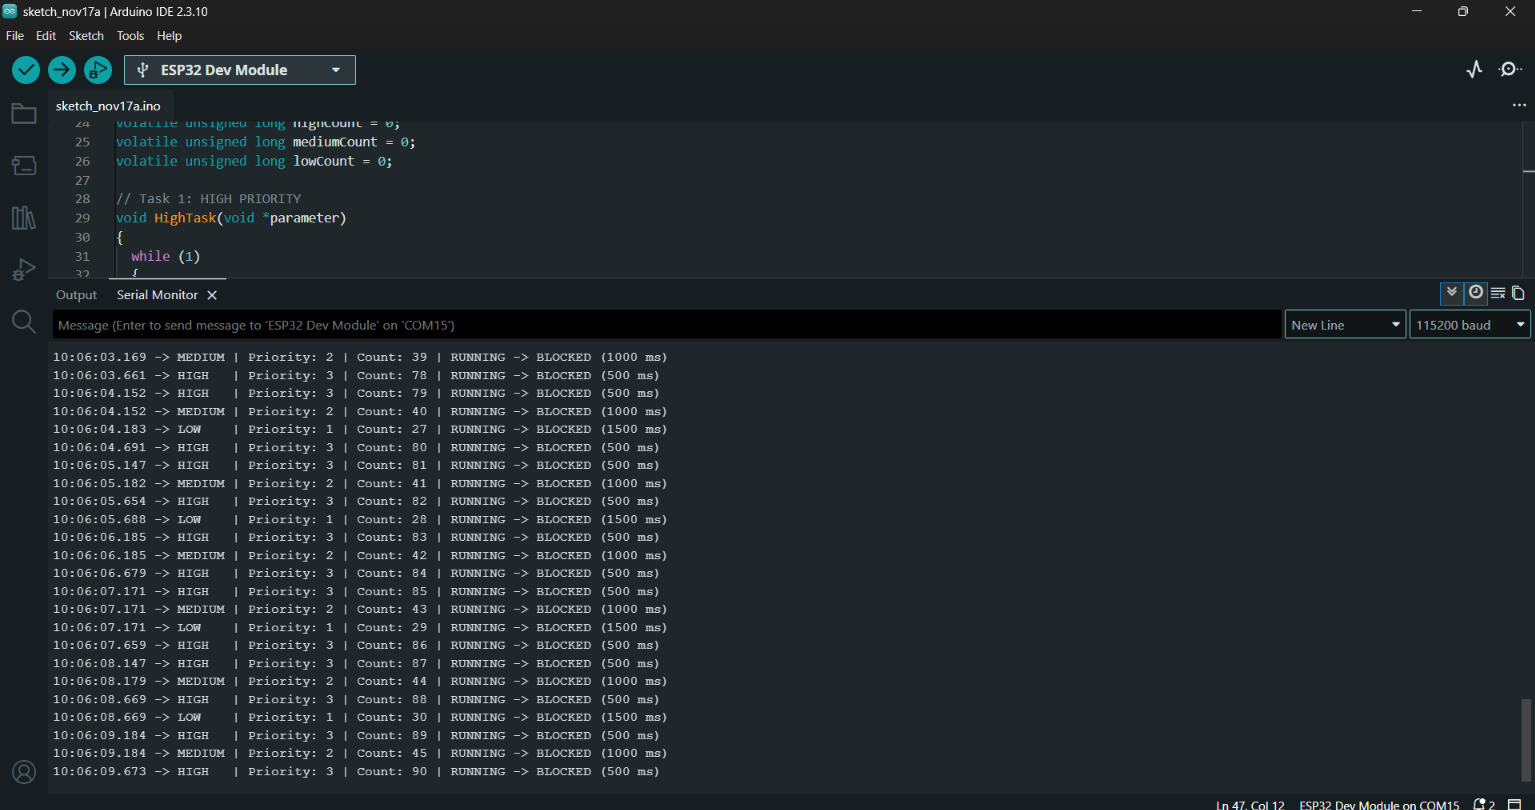 sketch_nov17a | Arduino IDE 2.3.10
File Edit Sketch Tools Help
ESP32 Dev Module
sketch_nov17a.ino
24 volatile unsigned long highCount = 0;
25 volatile unsigned long mediumCount = 0;
26 volatile unsigned long lowCount = 0;
27
28 // Task 1: HIGH PRIORITY
29 void HighTask(void *parameter)
30 {
31 while (1)
32 {
Output Serial Monitor
Message (Enter to send message to 'ESP32 Dev Module' on 'COM15')
New Line
115200 baud
10:06:03.169 -> MEDIUM | Priority: 2 | Count: 39 | RUNNING -> BLOCKED (1000 ms)
10:06:03.661 -> HIGH | Priority: 3 | Count: 78 | RUNNING -> BLOCKED (500 ms)
10:06:04.152 -> HIGH | Priority: 3 | Count: 79 | RUNNING -> BLOCKED (500 ms)
10:06:04.152 -> MEDIUM | Priority: 2 | Count: 40 | RUNNING -> BLOCKED (1000 ms)
10:06:04.183 -> LOW | Priority: 1 | Count: 27 | RUNNING -> BLOCKED (1500 ms)
10:06:04.691 -> HIGH | Priority: 3 | Count: 80 | RUNNING -> BLOCKED (500 ms)
10:06:05.147 -> HIGH | Priority: 3 | Count: 81 | RUNNING -> BLOCKED (500 ms)
10:06:05.182 -> MEDIUM | Priority: 2 | Count: 41 | RUNNING -> BLOCKED (1000 ms)
10:06:05.654 -> HIGH | Priority: 3 | Count: 82 | RUNNING -> BLOCKED (500 ms)
10:06:05.688 -> LOW | Priority: 1 | Count: 28 | RUNNING -> BLOCKED (1500 ms)
10:06:06.185 -> HIGH | Priority: 3 | Count: 83 | RUNNING -> BLOCKED (500 ms)
10:06:06.185 -> MEDIUM | Priority: 2 | Count: 42 | RUNNING -> BLOCKED (1000 ms)
10:06:06.679 -> HIGH | Priority: 3 | Count: 84 | RUNNING -> BLOCKED (500 ms)
10:06:07.171 -> HIGH | Priority: 3 | Count: 85 | RUNNING -> BLOCKED (500 ms)
10:06:07.171 -> MEDIUM | Priority: 2 | Count: 43 | RUNNING -> BLOCKED (1000 ms)
10:06:07.171 -> LOW | Priority: 1 | Count: 29 | RUNNING -> BLOCKED (1500 ms)
10:06:07.659 -> HIGH | Priority: 3 | Count: 86 | RUNNING -> BLOCKED (500 ms)
10:06:08.147 -> HIGH | Priority: 3 | Count: 87 | RUNNING -> BLOCKED (500 ms)
10:06:08.179 -> MEDIUM | Priority: 2 | Count: 44 | RUNNING -> BLOCKED (1000 ms)
10:06:08.669 -> HIGH | Priority: 3 | Count: 88 | RUNNING -> BLOCKED (500 ms)
10:06:08.669 -> LOW | Priority: 1 | Count: 30 | RUNNING -> BLOCKED (1500 ms)
10:06:09.184 -> HIGH | Priority: 3 | Count: 89 | RUNNING -> BLOCKED (500 ms)
10:06:09.184 -> MEDIUM | Priority: 2 | Count: 45 | RUNNING -> BLOCKED (1000 ms)
10:06:09.673 -> HIGH | Priority: 3 | Count: 90 | RUNNING -> BLOCKED (500 ms)
Ln 47, Col 12 ESP32 Dev Module on COM15 2